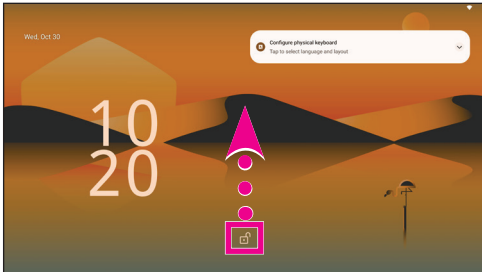 Wed, Oct 30
Configure physical keyboard
Tap to select language and layout
10
20